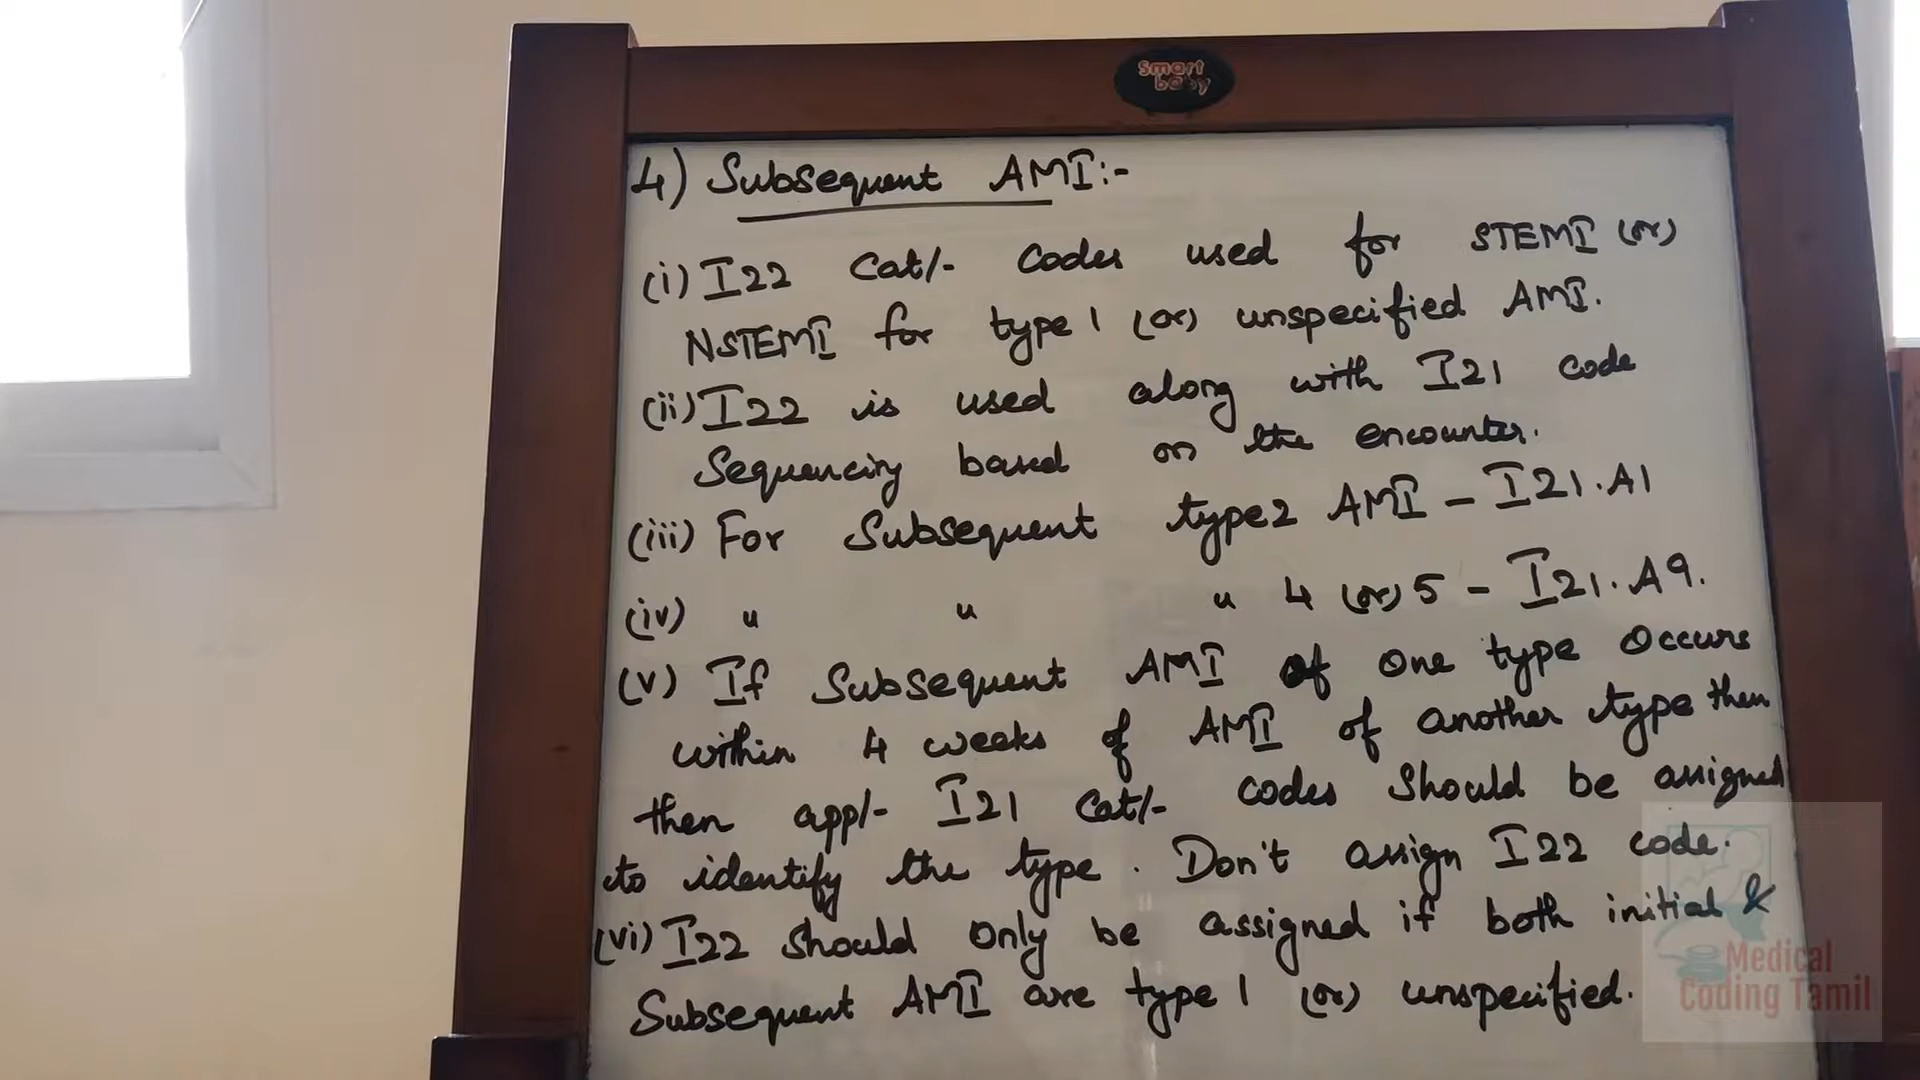 smart
baby
4) Subsequent AMI:-
(i) I22 Cat/- Codes used for STEMI (or)
NSTEMI for type 1 (or) unspecified AMI.
(ii) I22 is used along with I21 code
Sequencing based on the encounter.
(iii) For Subsequent type2 AMI - I21.A1
(iv) " " " 4 (or) 5 - I21.A9.
(v) If Subsequent AMI of one type occurs
within 4 weeks of AMI of another type then
then app/- I21 Cat/- codes should be assigned
to identify the type. Don't assign I22 code.
(vi) I22 should only be assigned if both initial &
Subsequent AMI are type 1 (or) unspecified.
Medical
Coding Tamil